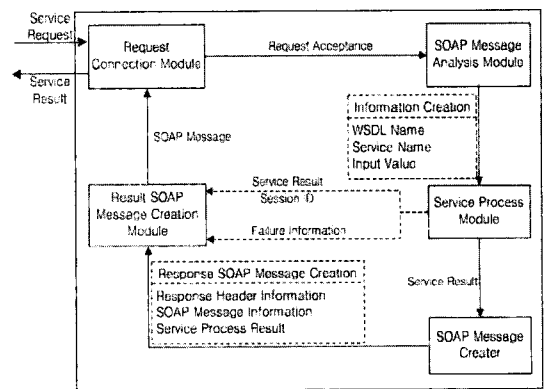 Service
Request
Service
Result
Request
Connection Module
Request Acceptance
SOAP Message
Analysis Module
Information Creation
WSDL Name
Service Name
Input Value
SOAP Message
Service Result
Session ID
Failure Information
Result SOAP
Message Creation
Module
Service Process
Module
Response SOAP Message Creation
Response Header Information
SOAP Message Information
Service Process Result
Service Result
SOAP Message
Creater